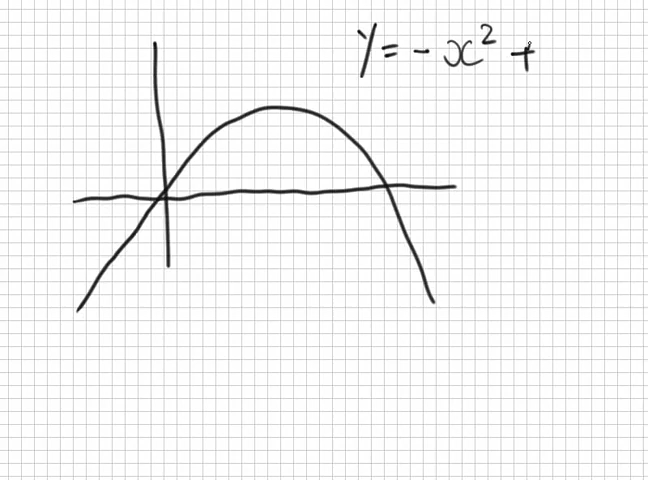 y = - x² +